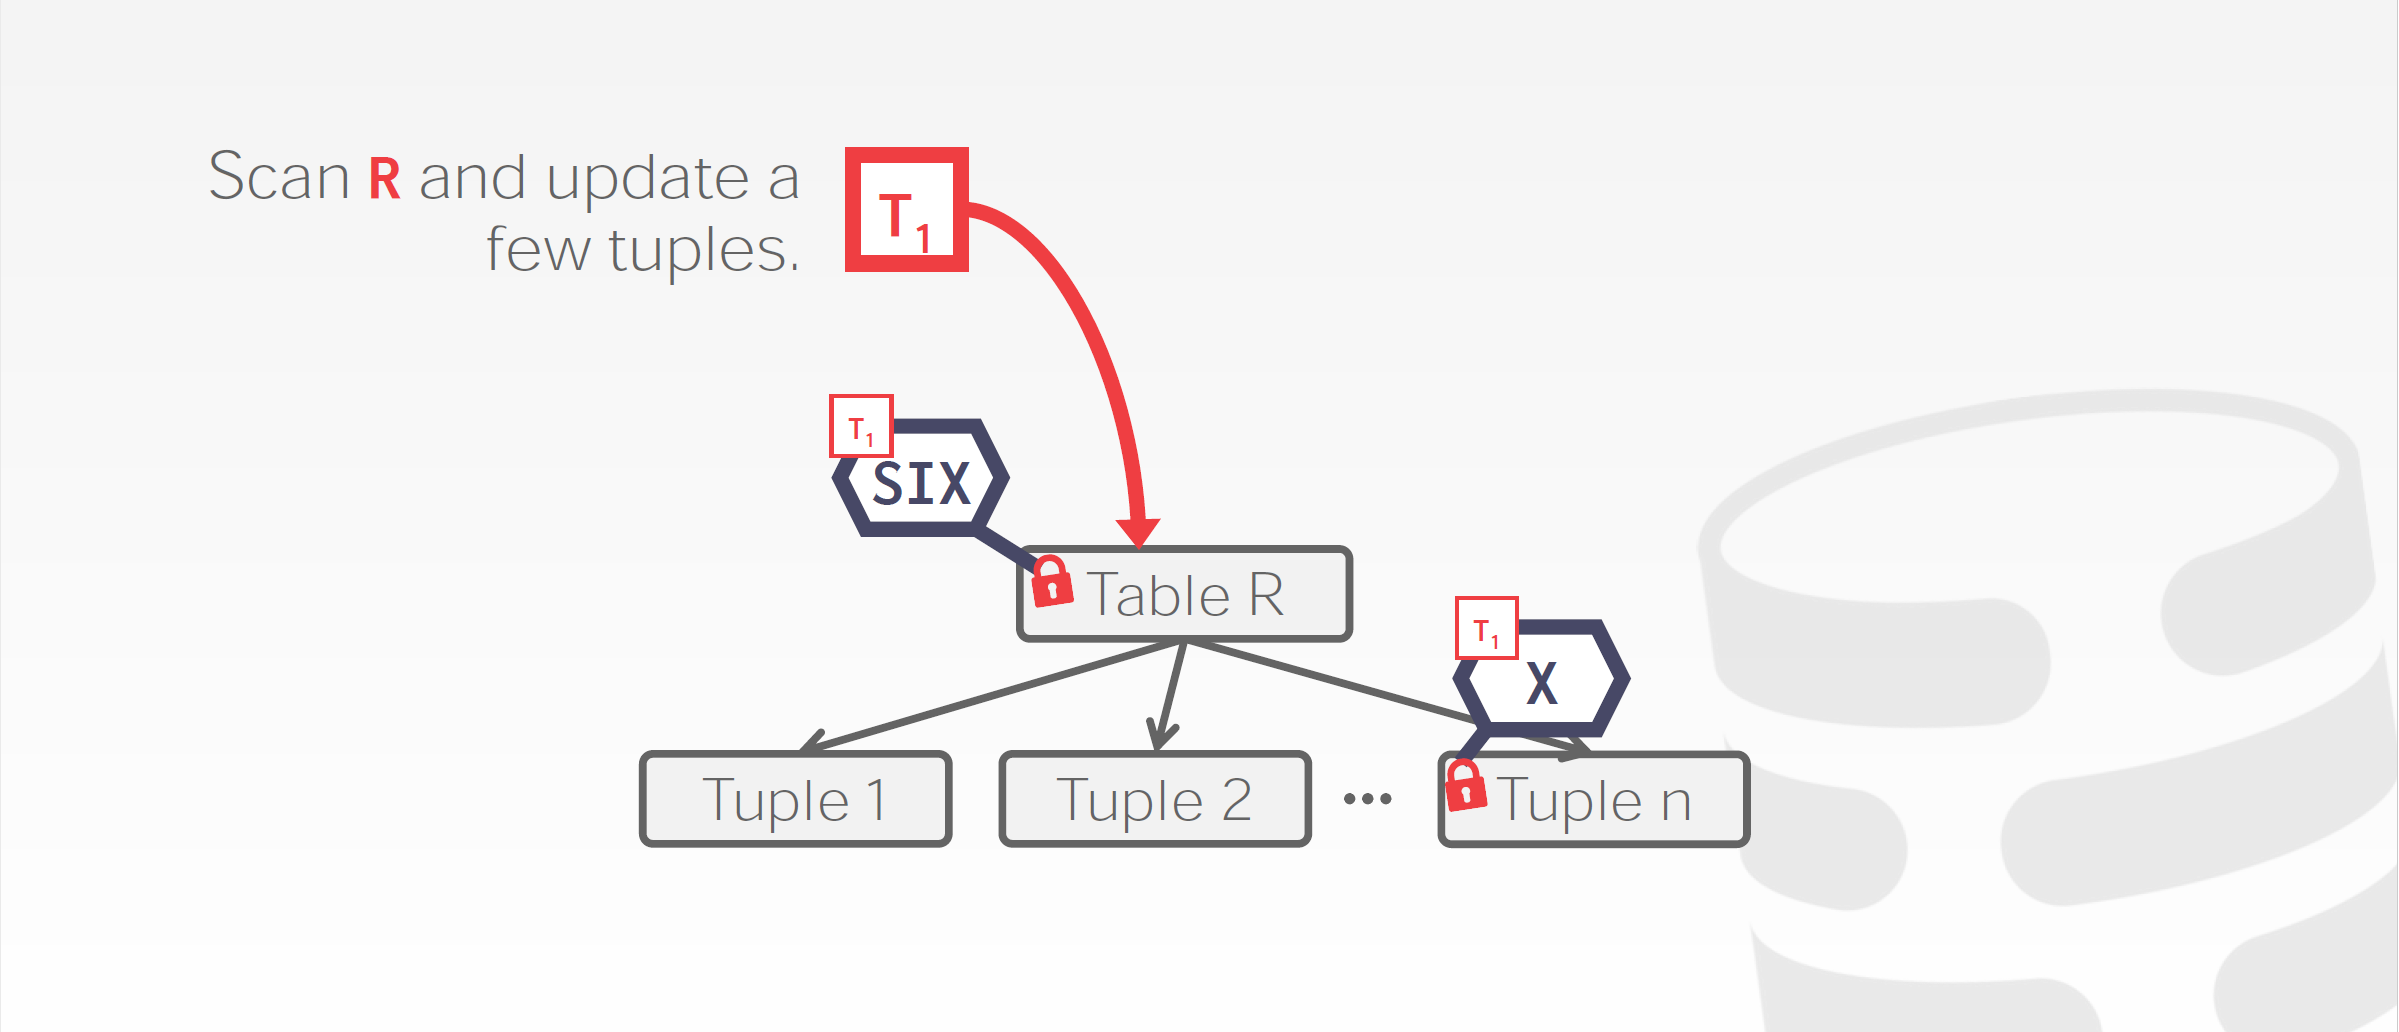 Scan R and update a
few tuples.
T1
T1
SIX
Table R
T1
X
Tuple 1
Tuple 2
...
Tuple n